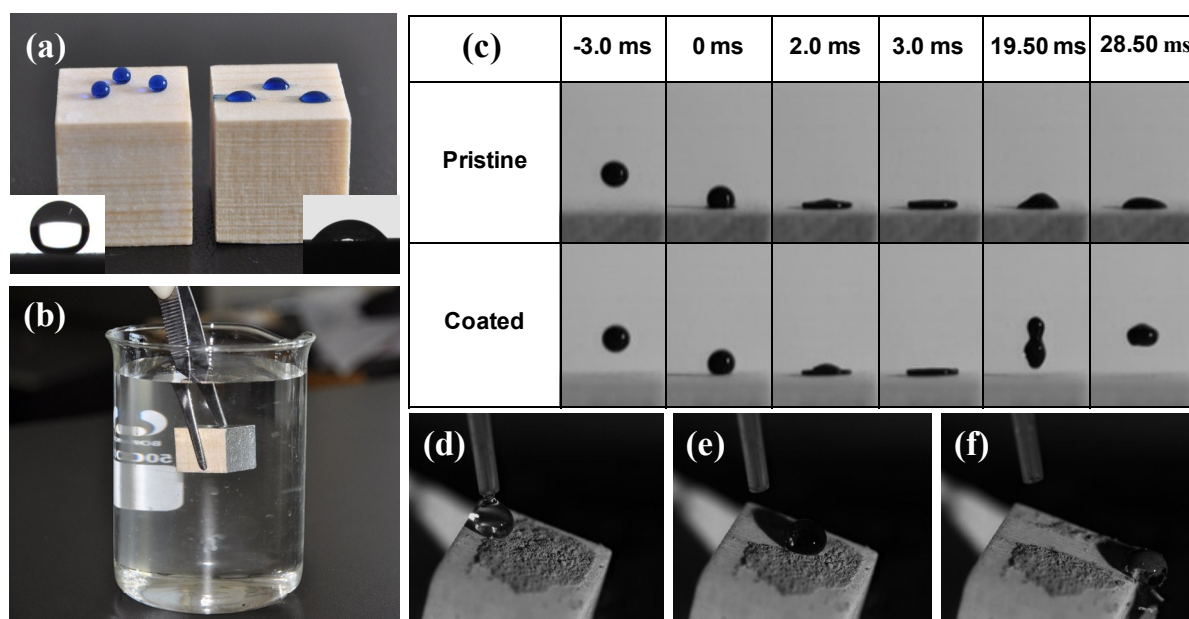 (a)
(b)
(c) -3.0 ms 0 ms 2.0 ms 3.0 ms 19.50 ms 28.50 ms
Pristine
Coated
(d) (e) (f)